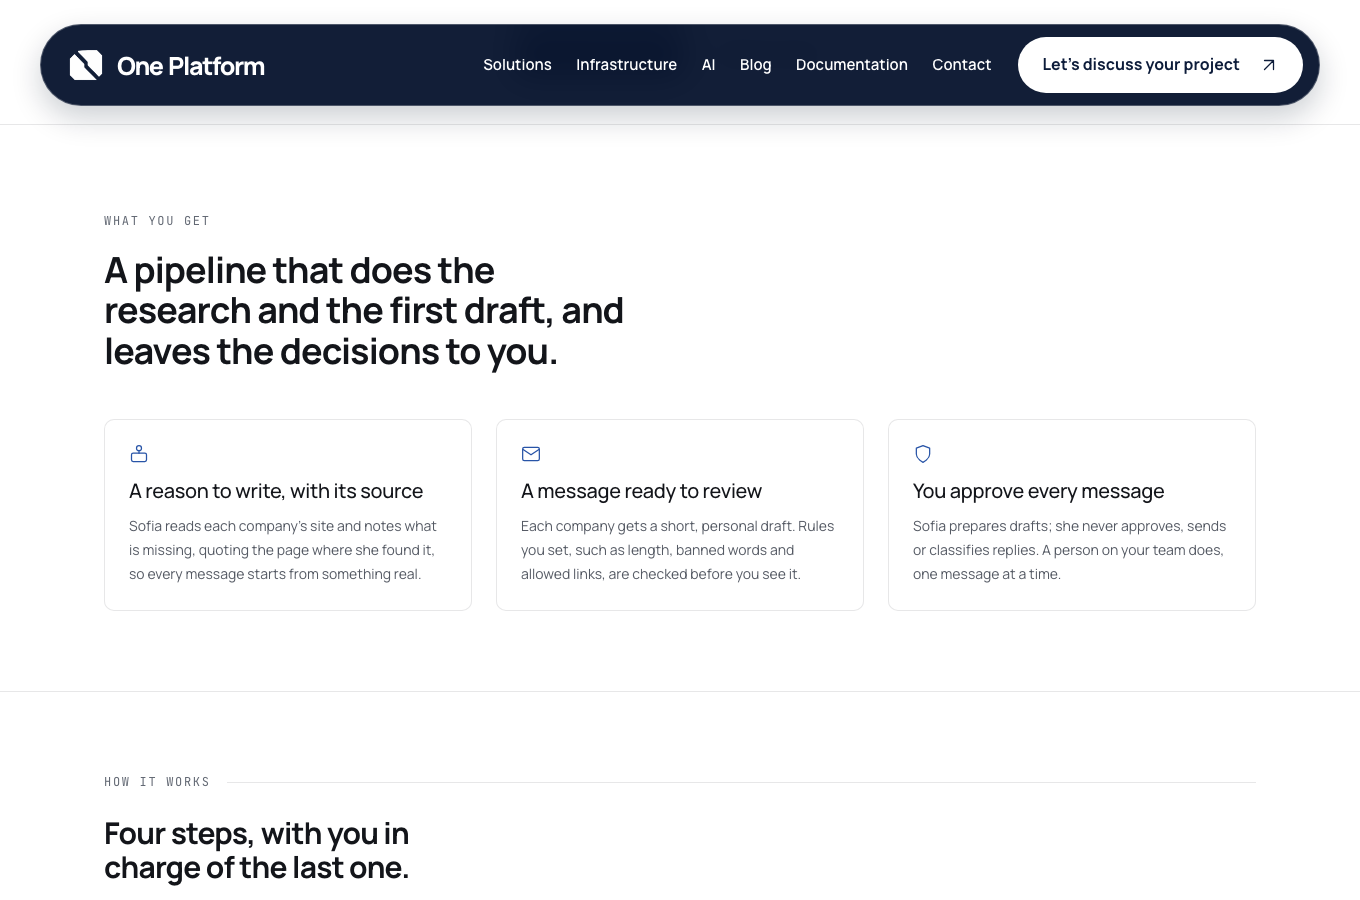 One Platform
Solutions
Infrastructure
AI
Blog
Documentation
Contact
Let's discuss your project
WHAT YOU GET
A pipeline that does the
research and the first draft, and
leaves the decisions to you.
A reason to write, with its source
Sofia reads each company's site and notes what
is missing, quoting the page where she found it,
so every message starts from something real.
A message ready to review
Each company gets a short, personal draft. Rules
you set, such as length, banned words and
allowed links, are checked before you see it.
You approve every message
Sofia prepares drafts; she never approves, sends
or classifies replies. A person on your team does,
one message at a time.
HOW IT WORKS
Four steps, with you in
charge of the last one.